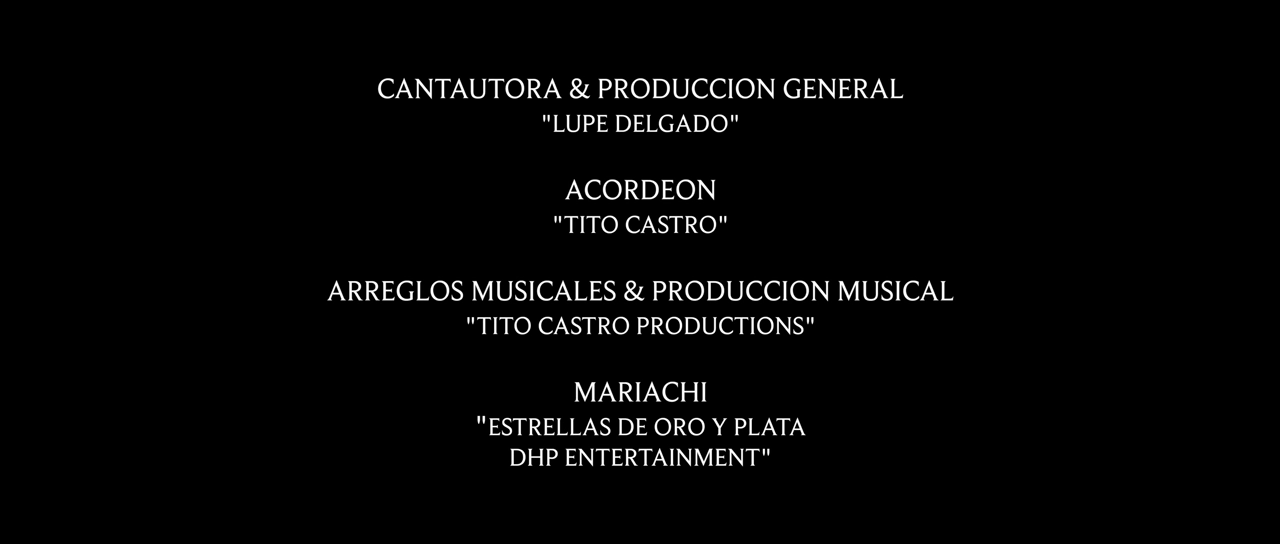 CANTAUTORA & PRODUCCION GENERAL
"LUPE DELGADO"
ACORDEON
"TITO CASTRO"
ARREGLOS MUSICALES & PRODUCCION MUSICAL
"TITO CASTRO PRODUCTIONS"
MARIACHI
"ESTRELLAS DE ORO Y PLATA
DHP ENTERTAINMENT"